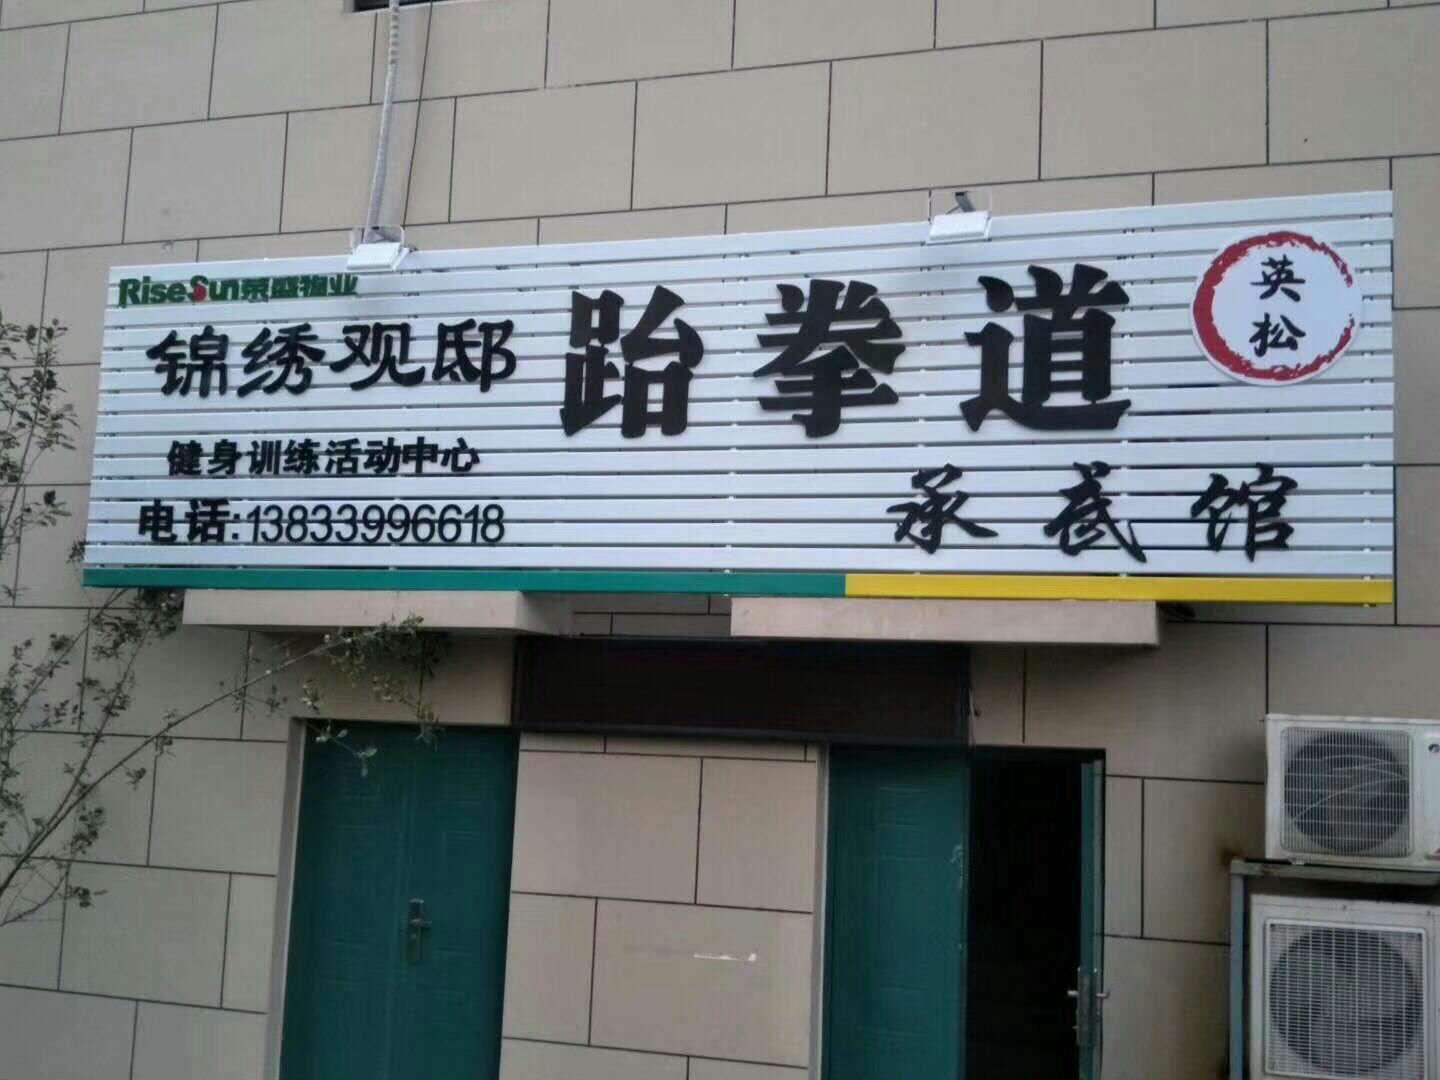 RiseSun荣盛物业
锦绣观邸
健身训练活动中心
电话:13833996618
跆拳道
承武馆
英
松